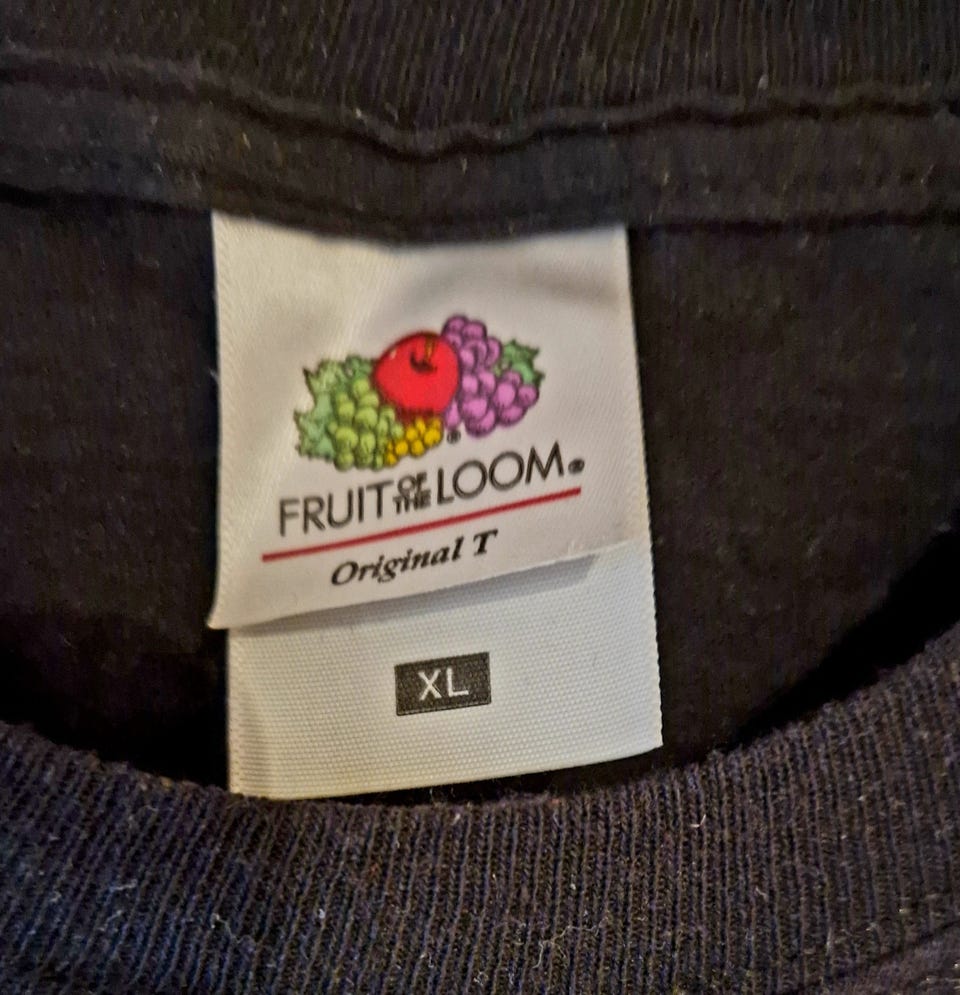 FRUIT OF THE LOOM®
Original T
XL